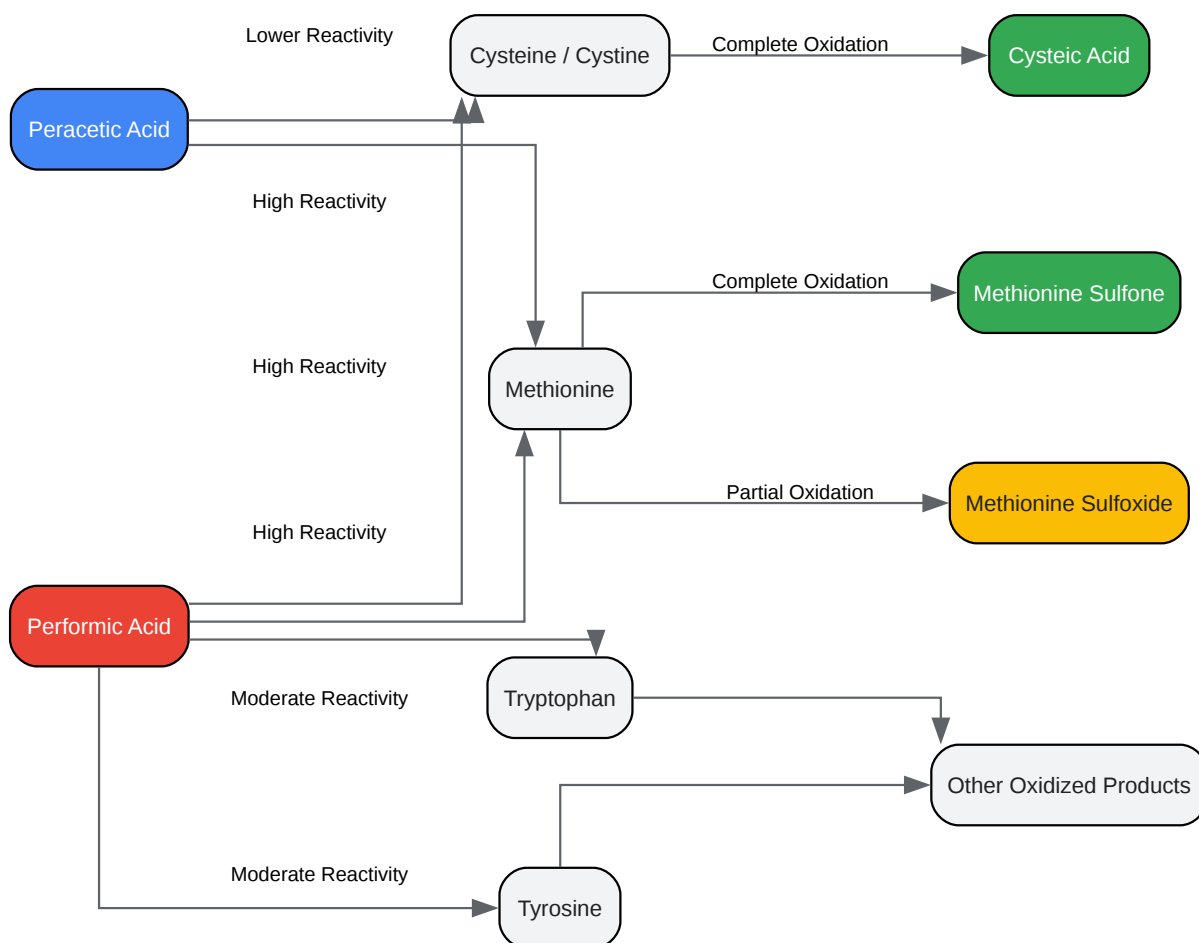 Lower Reactivity
Cysteine / Cystine
Complete Oxidation
Cysteic Acid
Peracetic Acid
High Reactivity
Complete Oxidation
Methionine Sulfone
High Reactivity
Methionine
Partial Oxidation
Methionine Sulfoxide
High Reactivity
Performic Acid
Moderate Reactivity
Tryptophan
Other Oxidized Products
Moderate Reactivity
Tyrosine